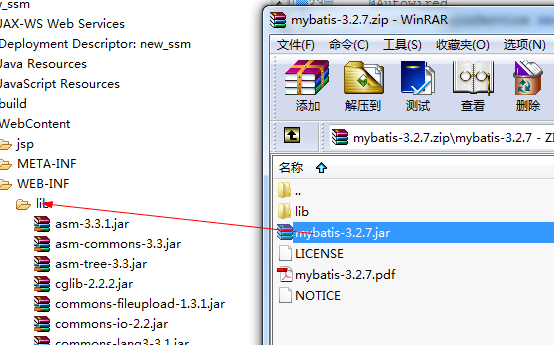 w_ssm
JAX-WS Web Services
Deployment Descriptor: new_ssm
Java Resources
JavaScript Resources
build
WebContent
jsp
META-INF
WEB-INF
lib
asm-3.3.1.jar
asm-commons-3.3.jar
asm-tree-3.3.jar
cglib-2.2.2.jar
commons-fileupload-1.3.1.jar
commons-io-2.2.jar
commons-lang3-3.1.jar
@Autowired
mybatis-3.2.7.zip - WinRAR
文件(F) 命令(C) 工具(S) 收藏夹(O) 选项(N)
添加 解压到 测试 查看 删除
mybatis-3.2.7.zip\mybatis-3.2.7 - ZI
名称
..
lib
mybatis-3.2.7.jar
LICENSE
mybatis-3.2.7.pdf
NOTICE